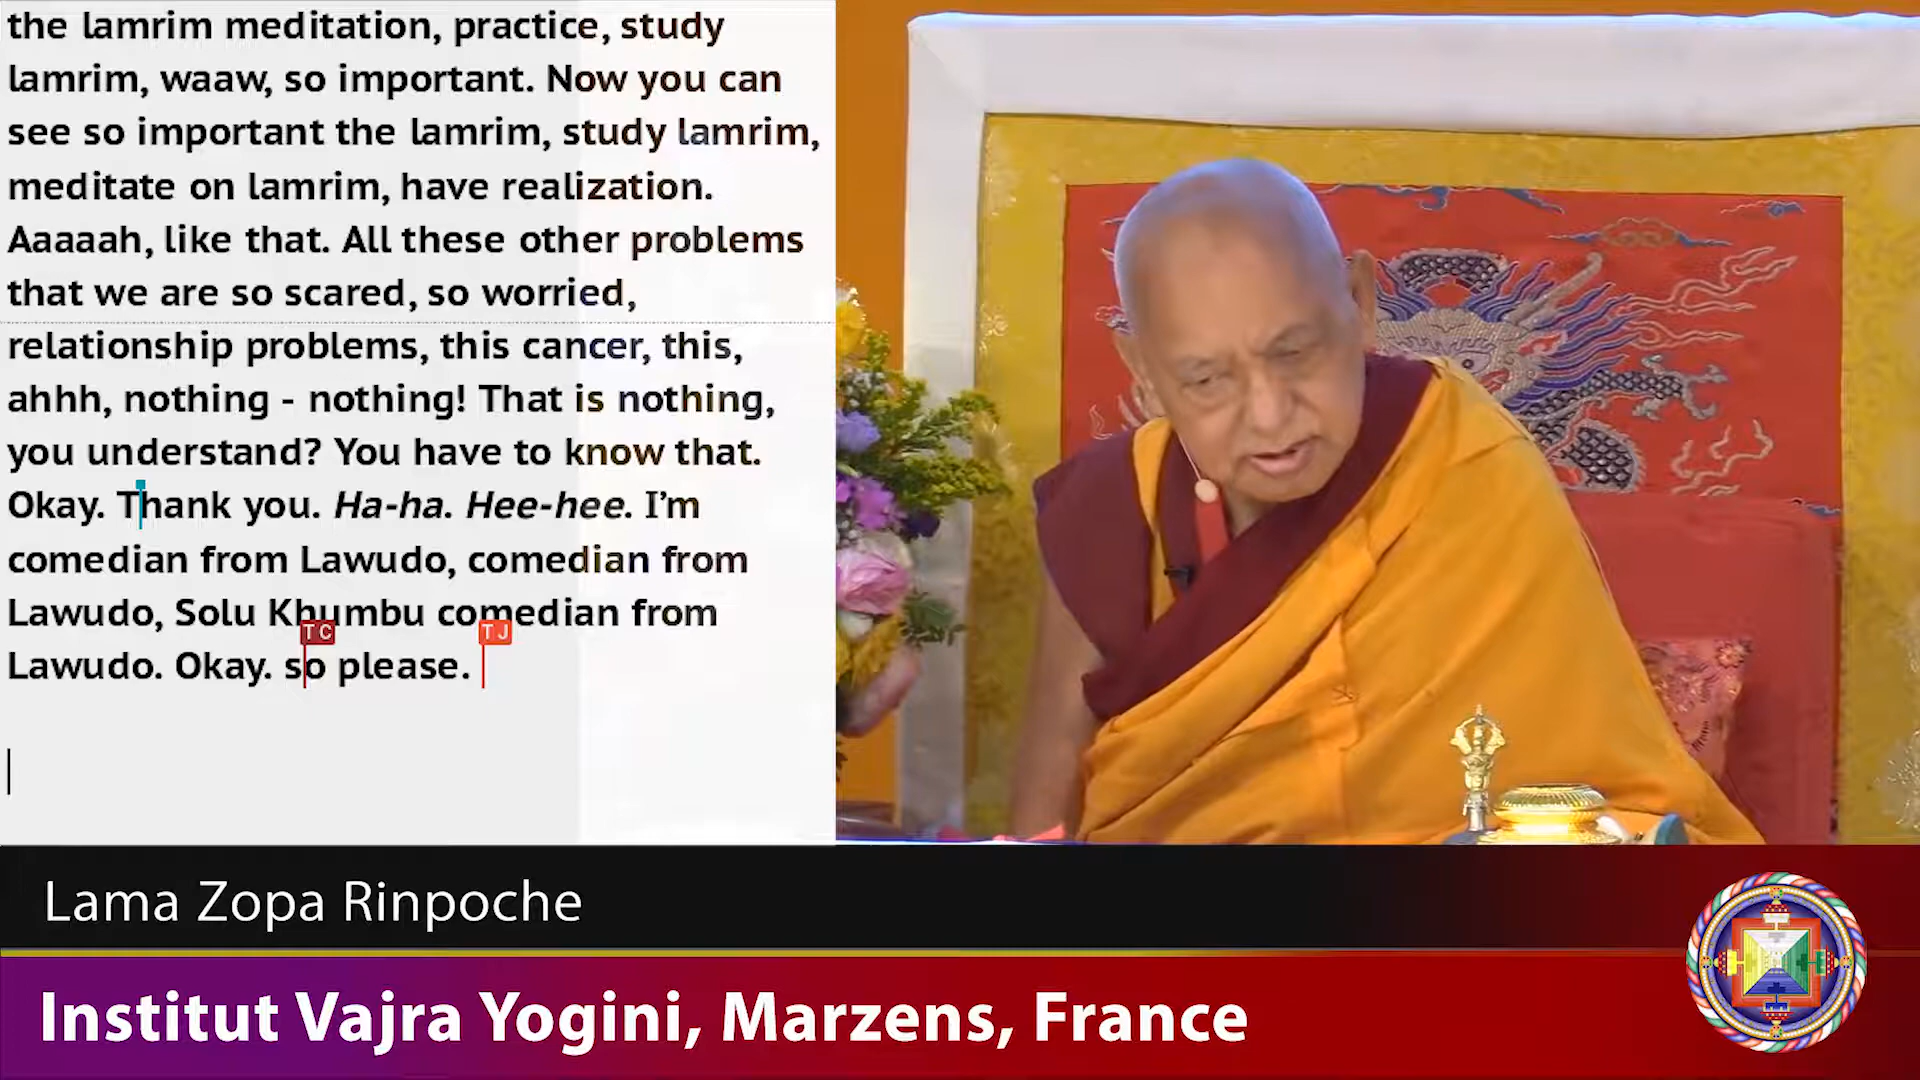 the lamrim meditation, practice, study
lamrim, waaw, so important. Now you can
see so important the lamrim, study lamrim,
meditate on lamrim, have realization.
Aaaaah, like that. All these other problems
that we are so scared, so worried,
relationship problems, this cancer, this,
ahhh, nothing - nothing! That is nothing,
you understand? You have to know that.
Okay. Thank you. Ha-ha. Hee-hee. I’m
comedian from Lawudo, comedian from
Lawudo, Solu Khumbu comedian from
TC TJ
Lawudo. Okay. so please.
Lama Zopa Rinpoche
Institut Vajra Yogini, Marzens, France